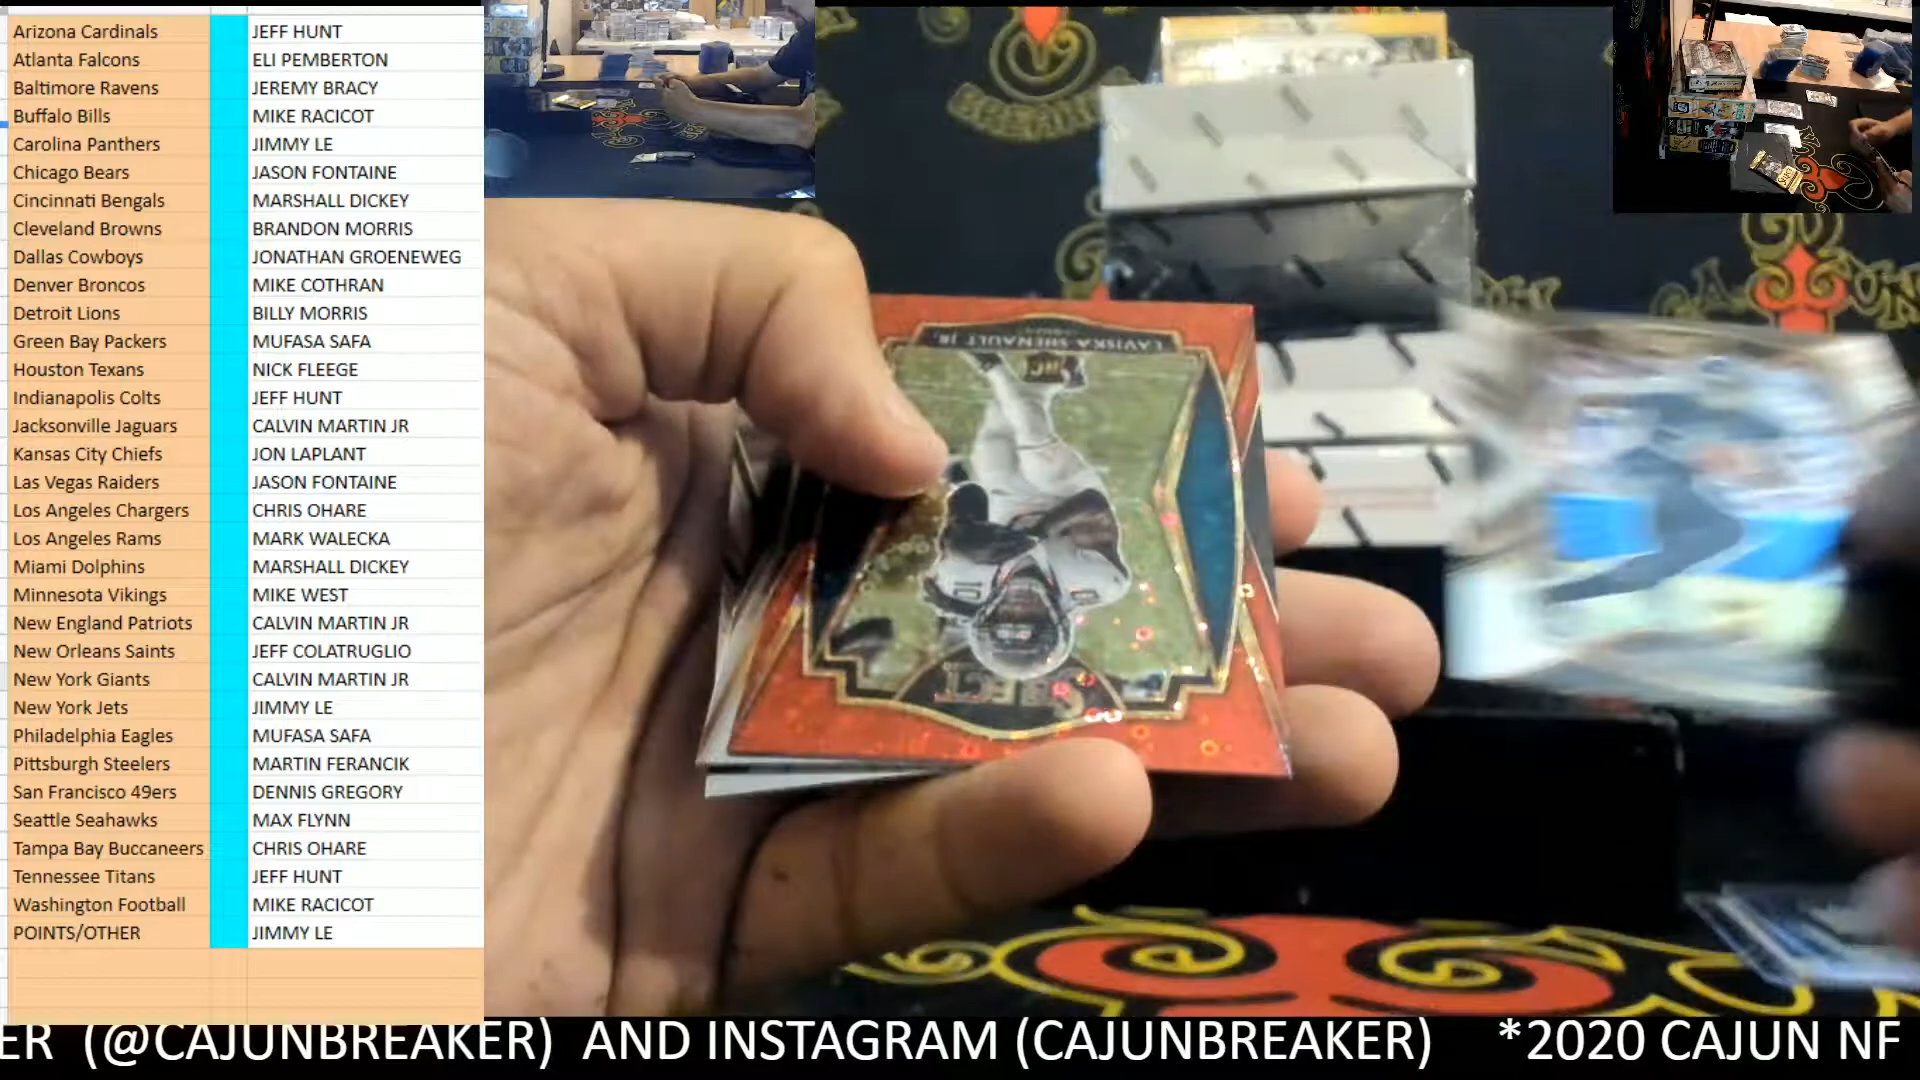 Arizona Cardinals JEFF HUNT
Atlanta Falcons ELI PEMBERTON
Baltimore Ravens JEREMY BRACY
Buffalo Bills MIKE RACICOT
Carolina Panthers JIMMY LE
Chicago Bears JASON FONTAINE
Cincinnati Bengals MARSHALL DICKEY
Cleveland Browns BRANDON MORRIS
Dallas Cowboys JONATHAN GROENEWEG
Denver Broncos MIKE COTHRAN
Detroit Lions BILLY MORRIS
Green Bay Packers MUFASA SAFA
Houston Texans NICK FLEEGE
Indianapolis Colts JEFF HUNT
Jacksonville Jaguars CALVIN MARTIN JR
Kansas City Chiefs JON LAPLANT
Las Vegas Raiders JASON FONTAINE
Los Angeles Chargers CHRIS OHARE
Los Angeles Rams MARK WALECKA
Miami Dolphins MARSHALL DICKEY
Minnesota Vikings MIKE WEST
New England Patriots CALVIN MARTIN JR
New Orleans Saints JEFF COLATRUGLIO
New York Giants CALVIN MARTIN JR
New York Jets JIMMY LE
Philadelphia Eagles MUFASA SAFA
Pittsburgh Steelers MARTIN FERANCIK
San Francisco 49ers DENNIS GREGORY
Seattle Seahawks MAX FLYNN
Tampa Bay Buccaneers CHRIS OHARE
Tennessee Titans JEFF HUNT
Washington Football MIKE RACICOT
POINTS/OTHER JIMMY LE
LAVISKA SHENAULT JR.
RC
SELECT
ER (@CAJUNBREAKER) AND INSTAGRAM (CAJUNBREAKER) *2020 CAJUN NF